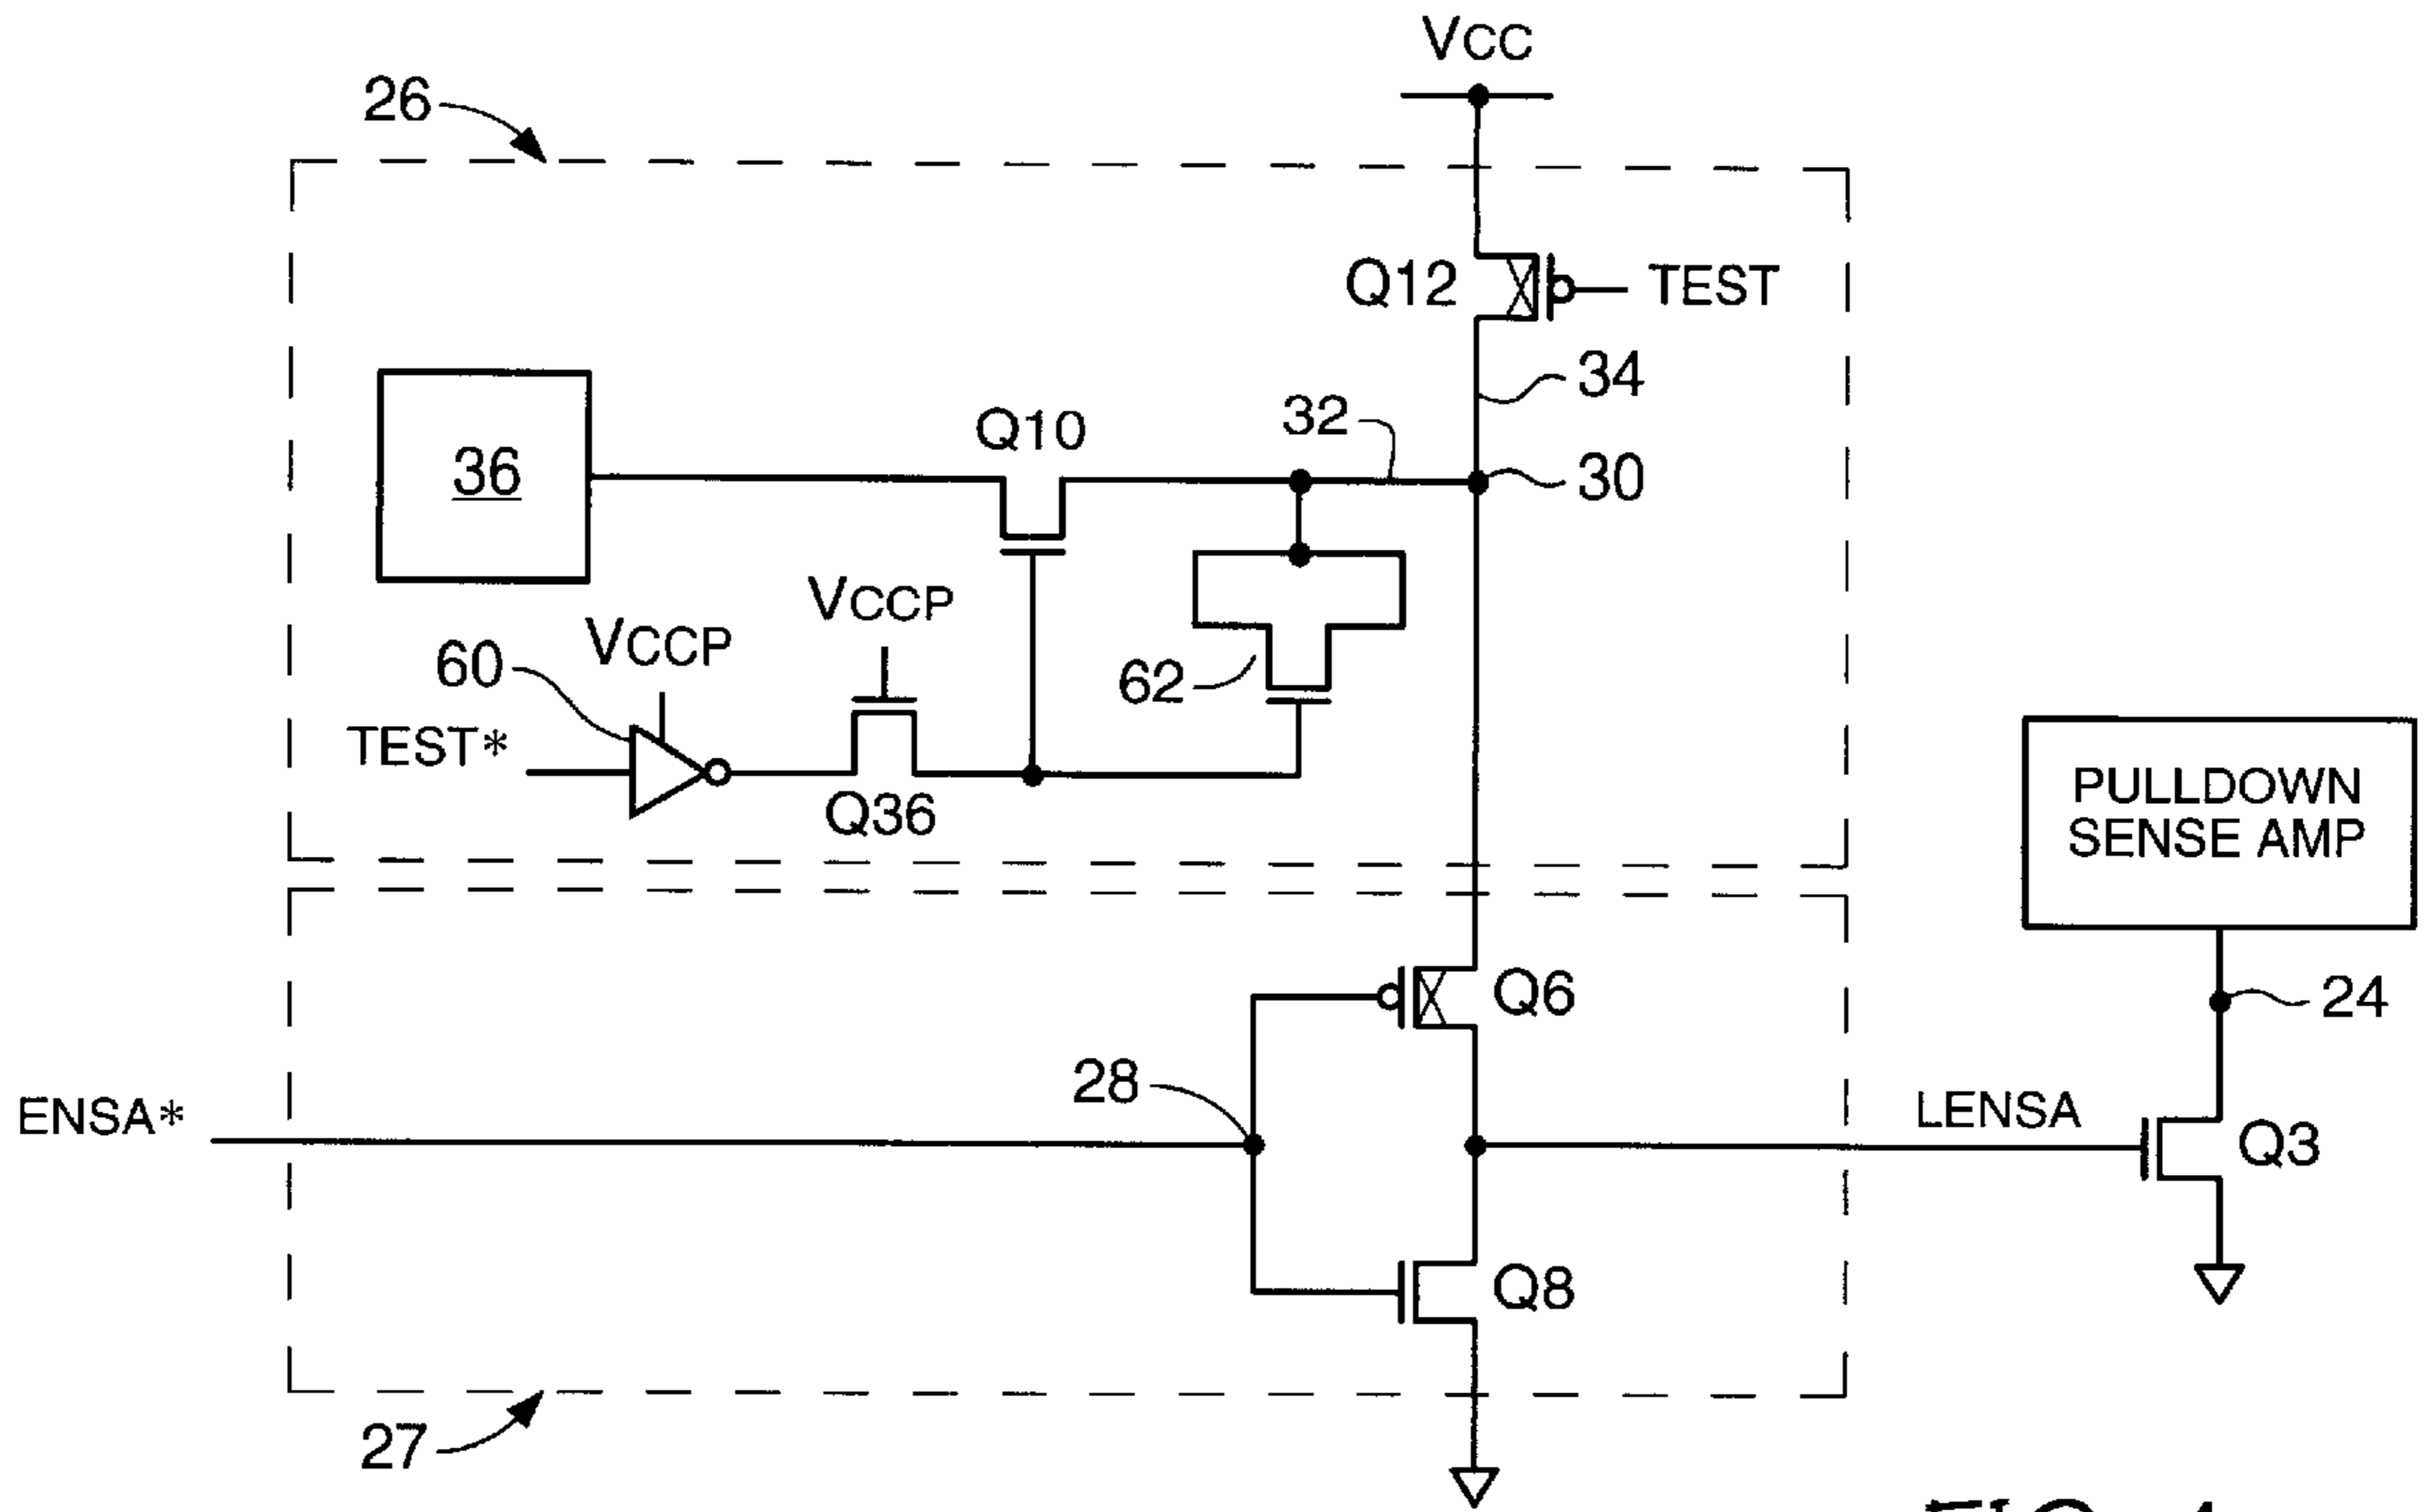 VCC
26
Q12
TEST
34
32
Q10
30
36
VCCP
VCCP
60
62
TEST*
Q36
PULLDOWN
SENSE AMP
Q6
24
28
ENSA*
LENSA
Q3
Q8
27